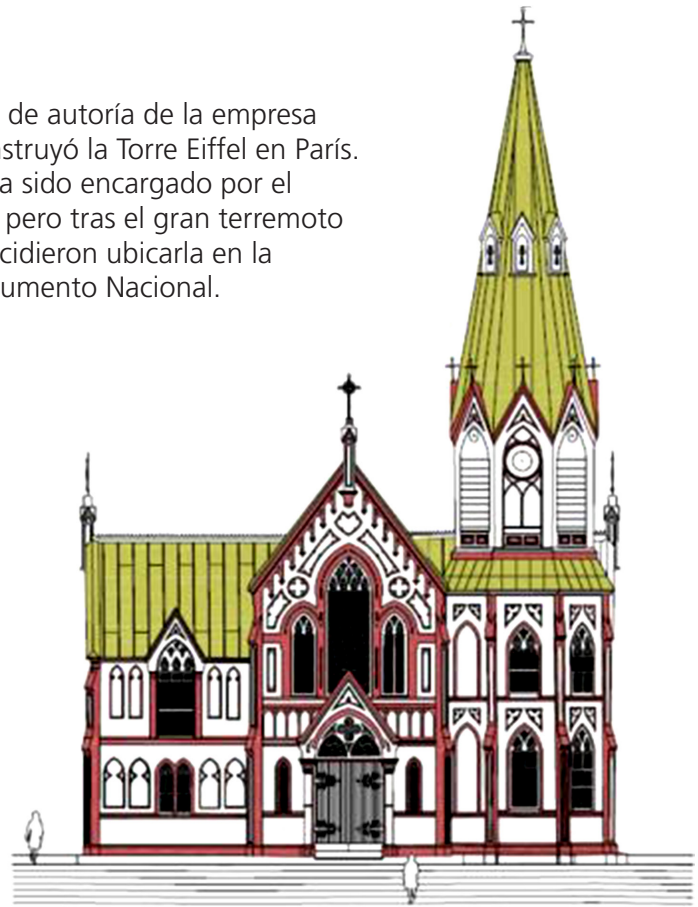 de autoría de la empresa
struyó la Torre Eiffel en París.
a sido encargado por el
pero tras el gran terremoto
cidieron ubicarla en la
umento Nacional.